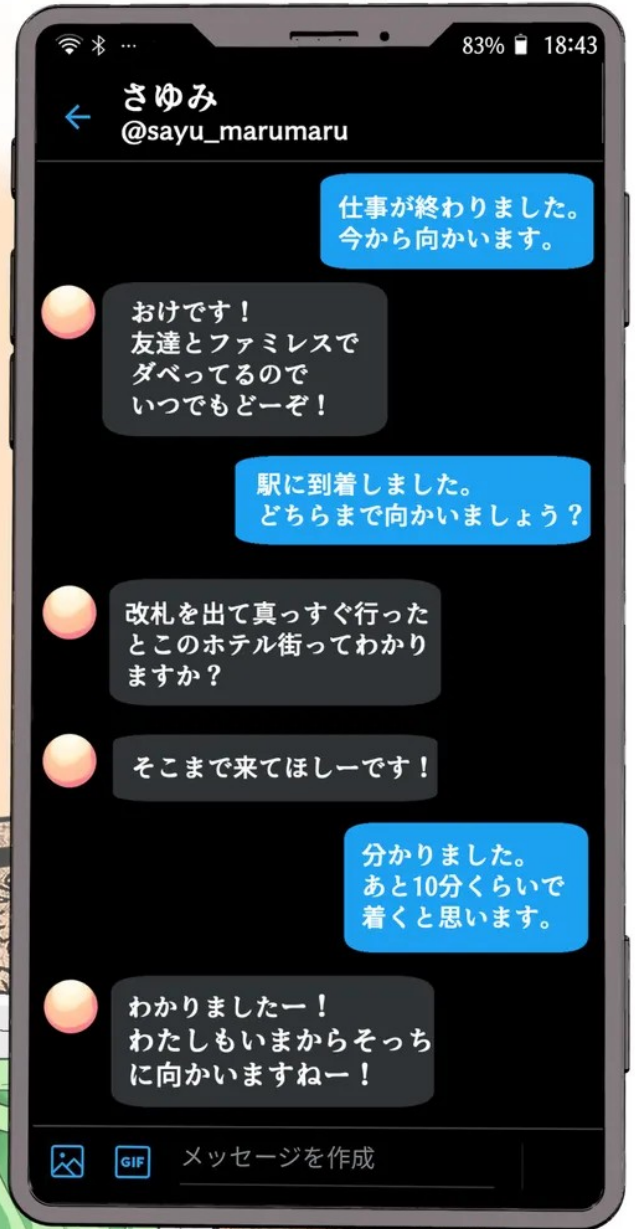 83% 18:43
さゆみ
@sayu_marumaru
仕事が終わりました。
今から向かいます。
おけです！
友達とファミレスで
ダベってるので
いつでもどーぞ！
駅に到着しました。
どちらまで向かいましょう？
改札を出て真っすぐ行った
とこのホテル街ってわかり
ますか？
そこまで来てほしーです！
分かりました。
あと10分くらいで
着くと思います。
わかりましたー！
わたしもいまからそっち
に向かいますねー！
GIF メッセージを作成